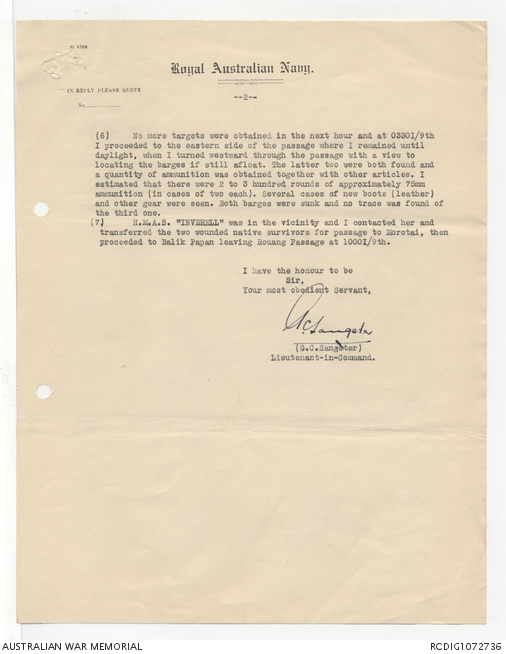 Royal Australian Navy.
IN REPLY PLEASE QUOTE
No.
--2--
(6) No more targets were obtained in the next hour and at 0330I/9th
I proceeded to the eastern side of the passage where I remained until
daylight, when I turned westward through the passage with a view to
locating the barges if still afloat. The latter two were both found and
a quantity of ammunition was obtained together with other articles. I
estimated that there were 2 to 3 hundred rounds of approximately 75mm
ammunition (in cases of two each). Several cases of new boots (leather)
and other gear were seen. Both barges were sunk and no trace was found of
the third one.
(7) H.M.A.S. "INVERELL" was in the vicinity and I contacted her and
transferred the two wounded native survivors for passage to Morotai, then
proceeded to Balik Papan leaving Rouang Passage at 1000I/9th.
I have the honour to be
Sir,
Your most obedient Servant,
GC Sangster
(G.C.Sangster)
Lieutenant-in-Command.
AUSTRALIAN WAR MEMORIAL
RCDIG1072736